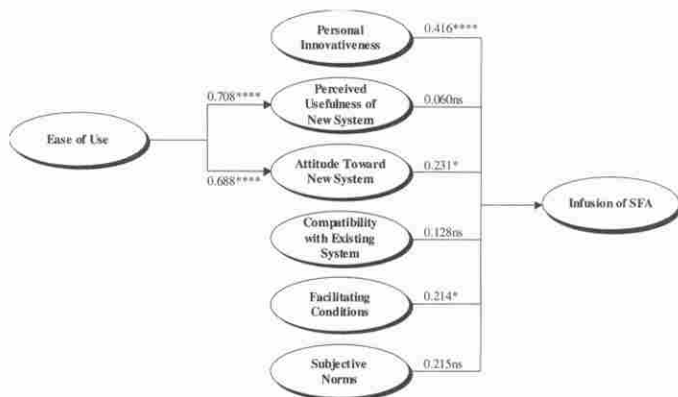 Personal
Innovativeness
0.416****
0.708****
Perceived
Usefulness of
New System
0.060ns
Ease of Use
0.688****
Attitude Toward
New System
0.231*
Infusion of SFA
Compatibility
with Existing
System
0.128ns
Facilitating
Conditions
0.214*
Subjective
Norms
0.215ns